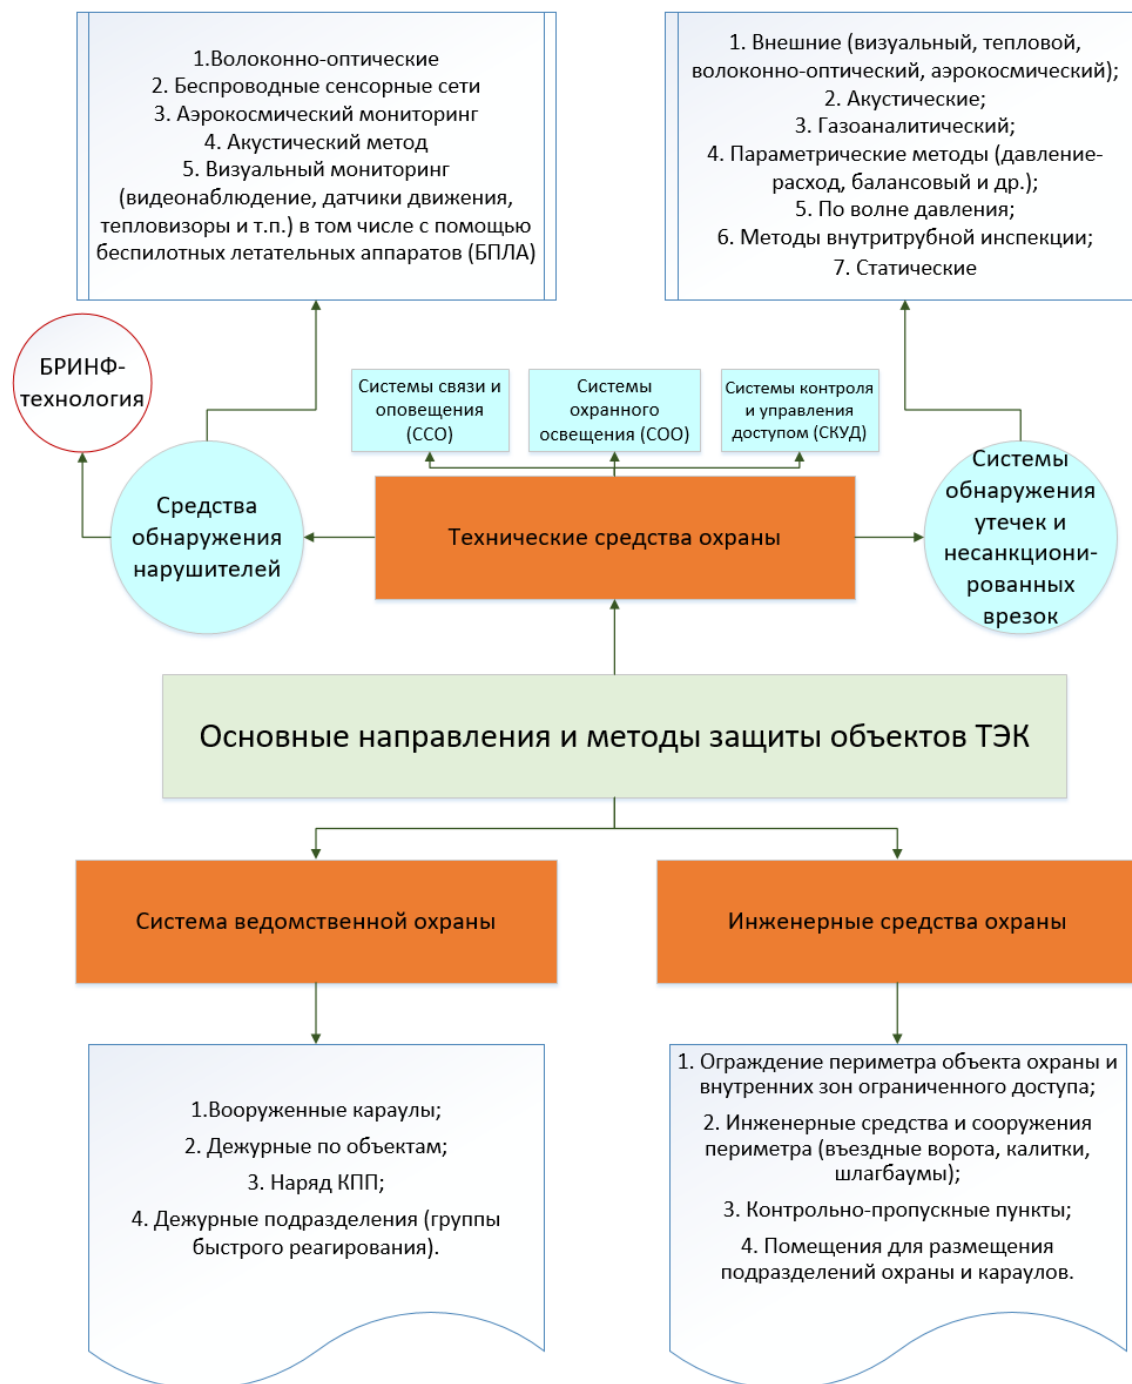 1.Волоконно-оптические
2. Беспроводные сенсорные сети
3. Аэрокосмический мониторинг
4. Акустический метод
5. Визуальный мониторинг
(видеонаблюдение, датчики движения,
тепловизоры и т.п.) в том числе с помощью
беспилотных летательных аппаратов (БПЛА)
1. Внешние (визуальный, тепловой,
волоконно-оптический, аэрокосмический);
2. Акустические;
3. Газоаналитический;
4. Параметрические методы (давление-
расход, балансовый и др.);
5. По волне давления;
6. Методы внутритрубной инспекции;
7. Статические
БРИНФ-
технология
Системы связи и
оповещения
(ССО)
Системы
охранного
освещения (СОО)
Системы контроля
и управления
доступом (СКУД)
Средства
обнаружения
нарушителей
Технические средства охраны
Системы
обнаружения
утечек и
несанкциони-
рованных
врезок
Основные направления и методы защиты объектов ТЭК
Система ведомственной охраны
Инженерные средства охраны
1.Вооруженные караулы;
2. Дежурные по объектам;
3. Наряд КПП;
4. Дежурные подразделения (группы
быстрого реагирования).
1. Ограждение периметра объекта охраны и
внутренних зон ограниченного доступа;
2. Инженерные средства и сооружения
периметра (въездные ворота, калитки,
шлагбаумы);
3. Контрольно-пропускные пункты;
4. Помещения для размещения
подразделений охраны и караулов.